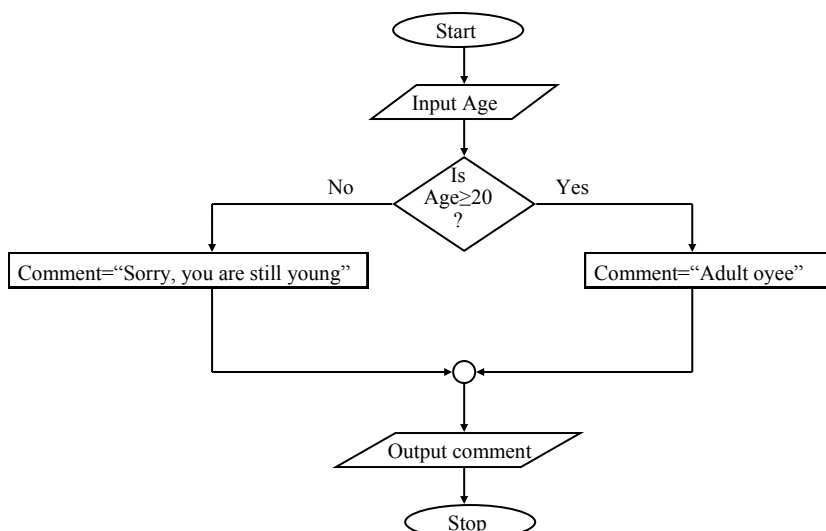 Start
Input Age
Is
Age≥20
?
No
Yes
Comment=“Sorry, you are still young”
Comment=“Adult oyee”
Output comment
Stop